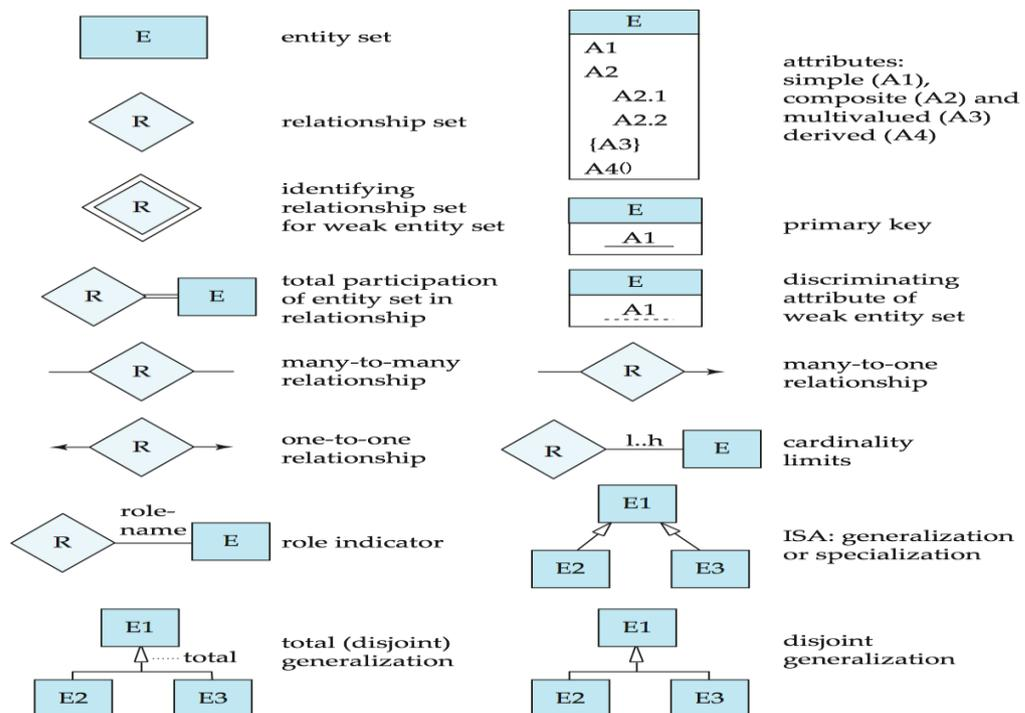 E
entity set
R
relationship set
R
identifying
relationship set
for weak entity set
R
E
total participation
of entity set in
relationship
R
many-to-many
relationship
R
one-to-one
relationship
R
role-
name
E
role indicator
E1
total
E2
E3
total (disjoint)
generalization
E
A1
A2
A2.1
A2.2
{A3}
A4()
attributes:
simple (A1),
composite (A2) and
multivalued (A3)
derived (A4)
E
A1
primary key
E
A1
discriminating
attribute of
weak entity set
R
many-to-one
relationship
R
l..h
E
cardinality
limits
E1
E2
E3
ISA: generalization
or specialization
E1
E2
E3
disjoint
generalization